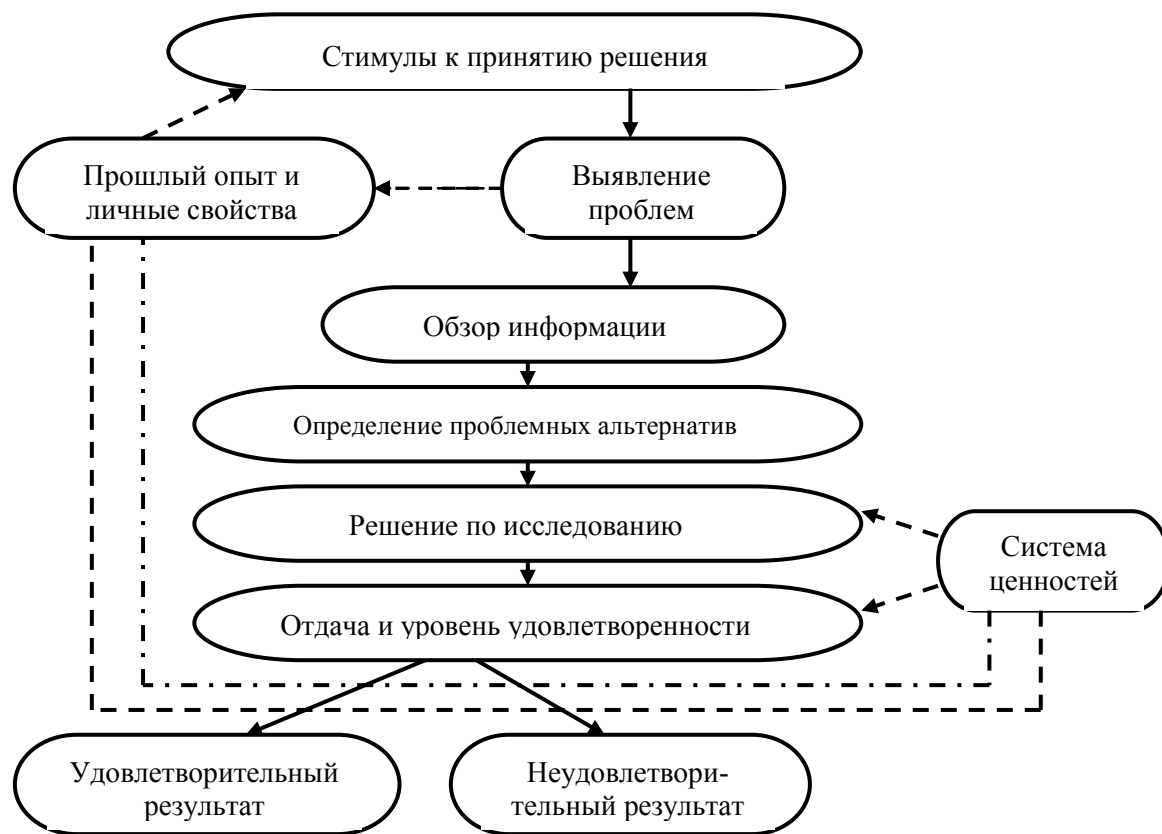 Стимулы к принятию решения
Прошлый опыт и
личные свойства
Выявление
проблем
Обзор информации
Определение проблемных альтернатив
Решение по исследованию
Система
ценностей
Отдача и уровень удовлетворенности
Удовлетворительный
результат
Неудовлетвори-
тельный результат